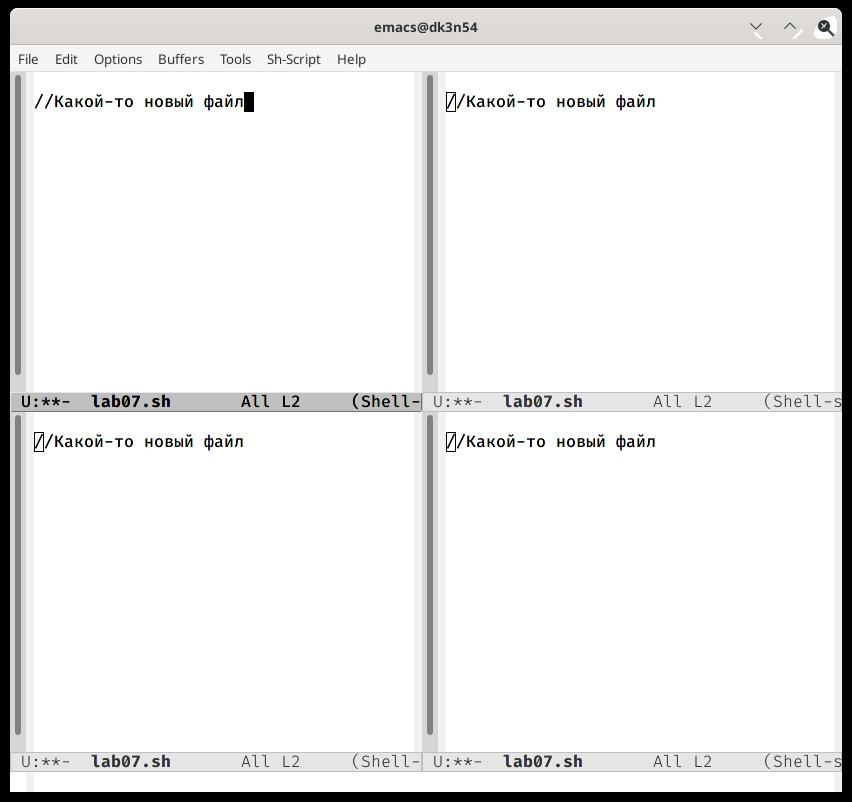 emacs@dk3n54
File Edit Options Buffers Tools Sh-Script Help
//Какой-то новый файл
//Какой-то новый файл
U:**- lab07.sh All L2 (Shell-
U:**- lab07.sh All L2 (Shell-s
//Какой-то новый файл
//Какой-то новый файл
U:**- lab07.sh All L2 (Shell-
U:**- lab07.sh All L2 (Shell-s